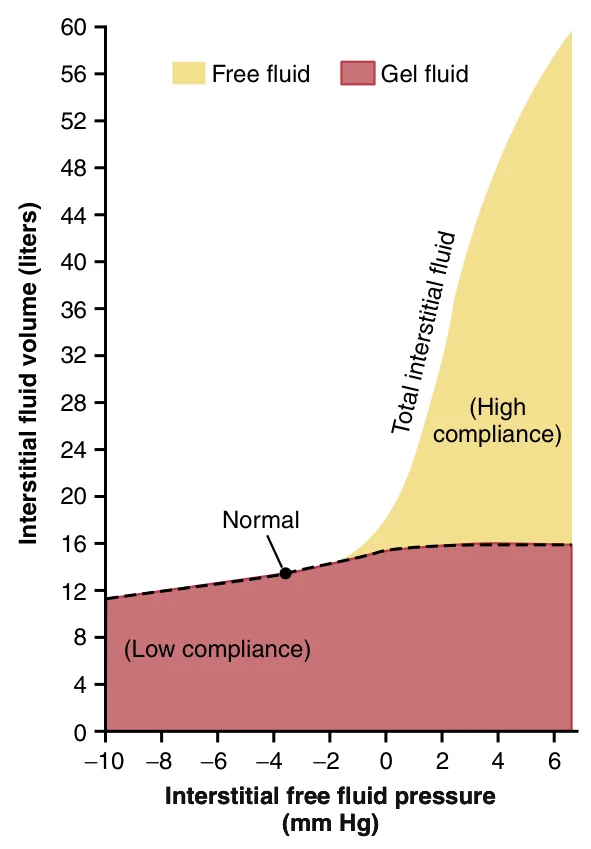 60
56
52
48
44
40
36
32
28
24
20
16
12
8
4
0
Interstitial fluid volume (liters)
Free fluid
Gel fluid
Total interstitial fluid
(High
compliance)
Normal
(Low compliance)
–10 –8 –6 –4 –2 0 2 4 6
Interstitial free fluid pressure
(mm Hg)